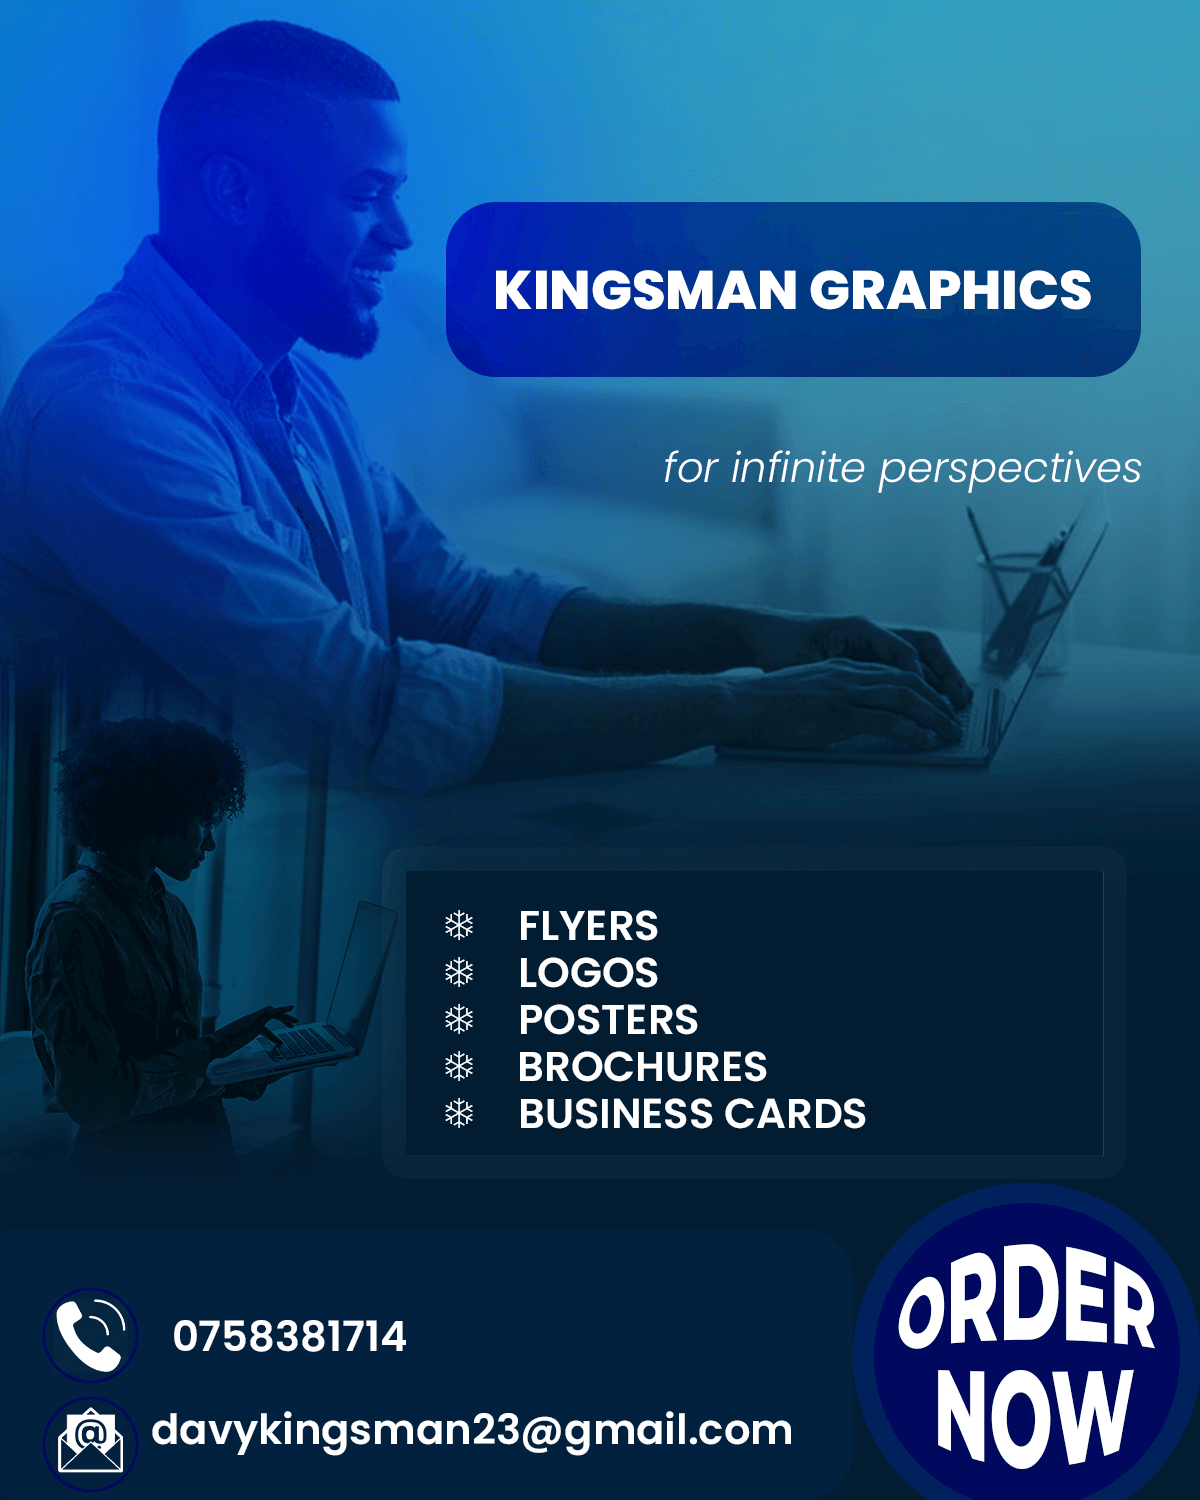 KINGSMAN GRAPHICS
for infinite perspectives
FLYERS
LOGOS
POSTERS
BROCHURES
BUSINESS CARDS
0758381714
davykingsman23@gmail.com
ORDER
NOW